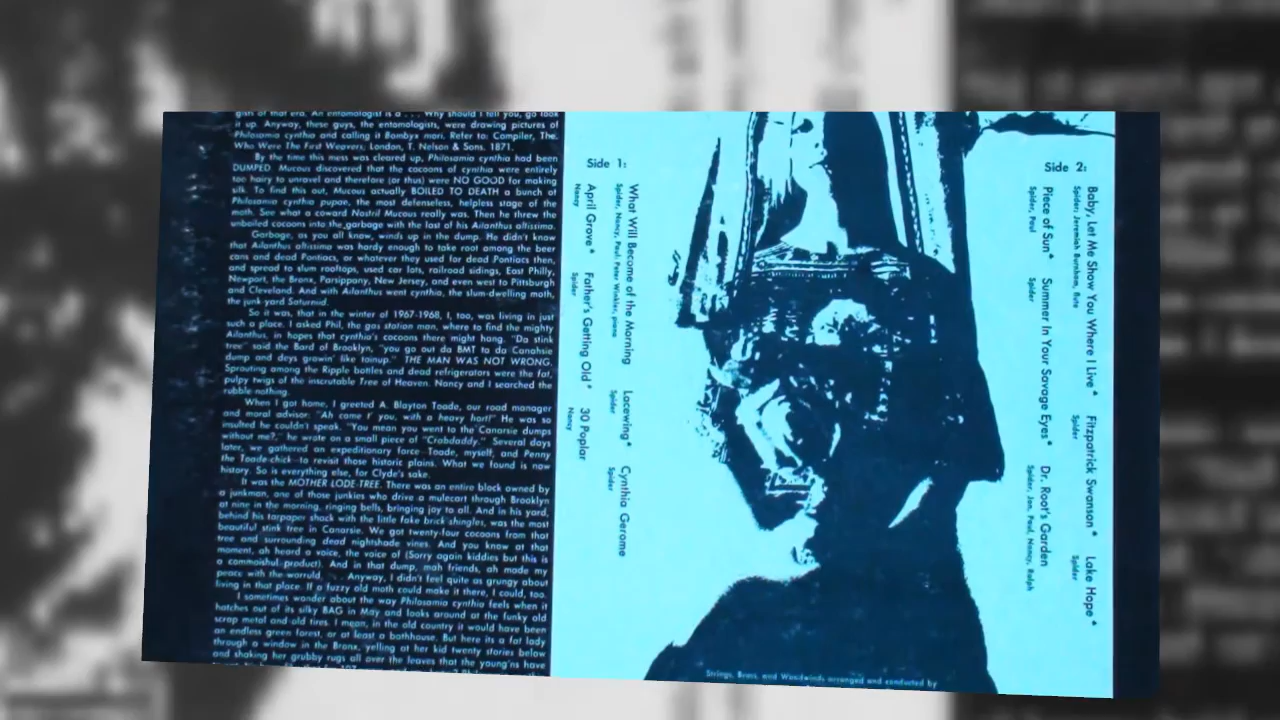 gists of that era. An entomologist is a . . . Why should I tell you, go look
it up. Anyway, these guys, the entomologists, were drawing pictures of
Philosamia cynthia and calling it Bombyx mori. Refer to: Compiler, The.
Who Were The First Weavers; London, T. Nelson & Sons. 1871.
By the time this mess was cleared up, Philosamia cynthia had been
DUMPED. Mucous discovered that the cocoons of cynthia were entirely
too hairy to unravel and therefore (or thus) were NO GOOD for making
silk. To find this out, Mucous actually BOILED TO DEATH a bunch of
Philosamia cynthia pupae, the most defenseless, helpless stage of the
moth. See what a coward Nostril Mucous really was. Then he threw the
unboiled cocoons into the garbage with the last of his Ailanthus altissima.
Garbage, as you all know, winds up in the dump. He didn't know
that Ailanthus altissima was hardy enough to take root among the beer
cans and dead Pontiacs, or whatever they used for dead Pontiacs then,
and spread to slum rooftops, used car lots, railroad sidings, East Philly,
Newport, the Bronx, Parsippany, New Jersey, and even west to Pittsburgh
and Cleveland. And with Ailanthus went cynthia, the slum-dwelling moth,
the junk yard Saturniid.
So it was, that in the winter of 1967-1968, I, too, was living in just
such a place. I asked Phil, the gas station man, where to find the mighty
Ailanthus, in hopes that cynthia's cocoons there might hang. "Da stink
tree" said the Bard of Brooklyn, "you go out da BMT to da Canahsie
dump and deys growin' like toinup." THE MAN WAS NOT WRONG.
Sprouting among the Ripple bottles and dead refrigerators were the fat,
pulpy twigs of the inscrutable Tree of Heaven. Nancy and I searched the
rubble nothing.
When I got home, I greeted A. Blayton Toade, our road manager
and moral advisor: "Ah come t' you, with a heavy hort!" He was so
insulted he couldn't speak. "You mean you went to the Canarsie dumps
without me?," he wrote on a small piece of "Crabdaddy." Several days
later, we gathered an expeditionary force Toade, myself, and Penny
the Toade-chick to revisit those historic plains. What we found is now
history. So is everything else, for Clyde's sake.
It was the MOTHER LODE-TREE. There was an entire block owned by
a junkman, one of those junkies who drive a mulecart through Brooklyn
at nine in the morning, ringing bells, bringing joy to all. And in his yard,
behind his tarpaper shack with the little fake brick shingles, was the most
beautiful stink tree in Canarsie. We got twenty-four cocoons from that
tree and surrounding dead nightshade vines. And you know at that
moment, ah heard a voice, the voice of (Sorry again kiddies but this is
a commoishul product). And in that dump, mah friends, ah made my
peace with the worruld. . . . Anyway, I didn't feel quite as grungy about
living in that place. If a fuzzy old moth could make it there, I could, too.
I sometimes wonder about the way Philosamia cynthia feels when it
hatches out of its silky BAG in May and looks around at the funky old
scrap metal and old tires. I mean, in the old country it would have been
an endless green forest, or at least a bathhouse. But here its a fat lady
through a window in the Bronx, yelling at her kid twenty stories below
and shaking her grubby rugs all over the leaves that the young'ns have
Side 1:
What Will Become of the Morning Lacewing* Cynthia Gerome
Spider, Nancy, Paul; Peter Winkler, piano Spider Spider
April Grove* Father's Getting Old* 30 Poplar
Nancy Spider Nancy
Side 2:
Baby, Let Me Show You Where I Live* Fitzpatrick Swanson* Lake Hope*
Spider; Jeremiah Burnham, flute Spider Spider
Piece of Sun* Summer In Your Savage Eyes* Dr. Root's Garden
Spider, Paul Spider Spider, Jon, Paul, Nancy, Ralph
Strings, Brass, and Woodwinds arranged and conducted by